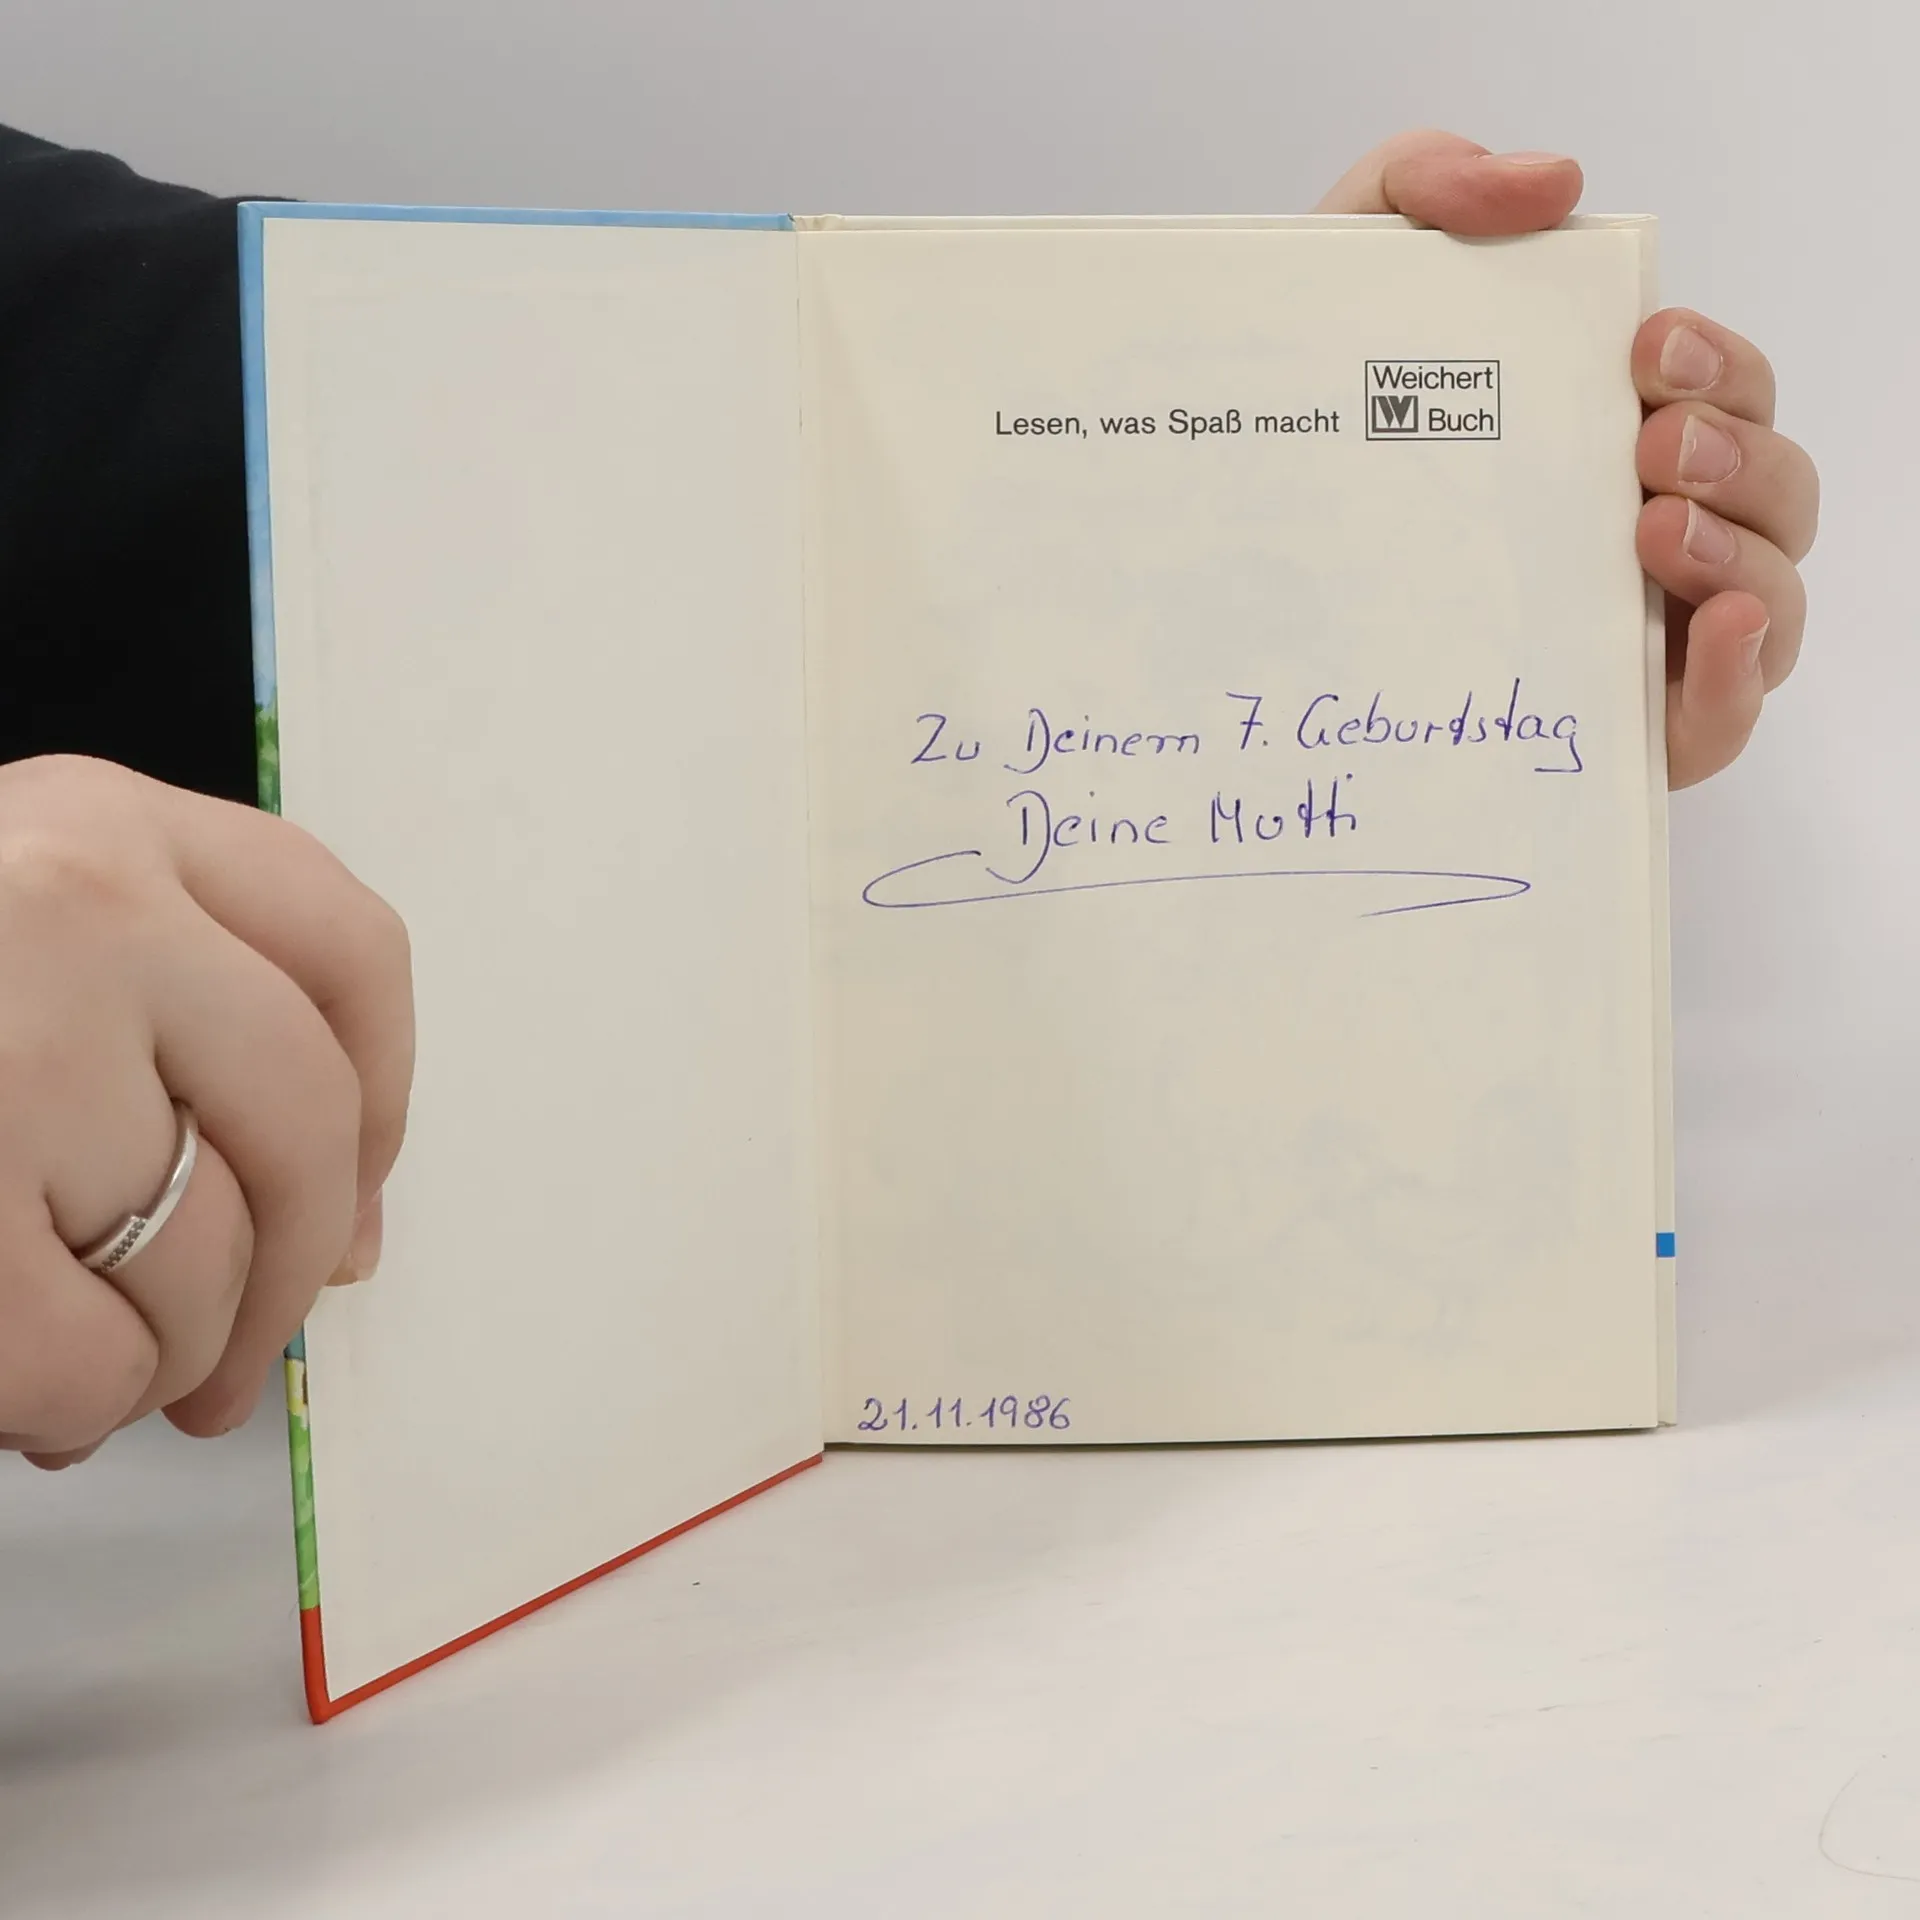 Weichert
Lesen, was Spaß macht W Buch
Zu Deinem 7. Geburtstag
Deine Mutti
21.11.1986